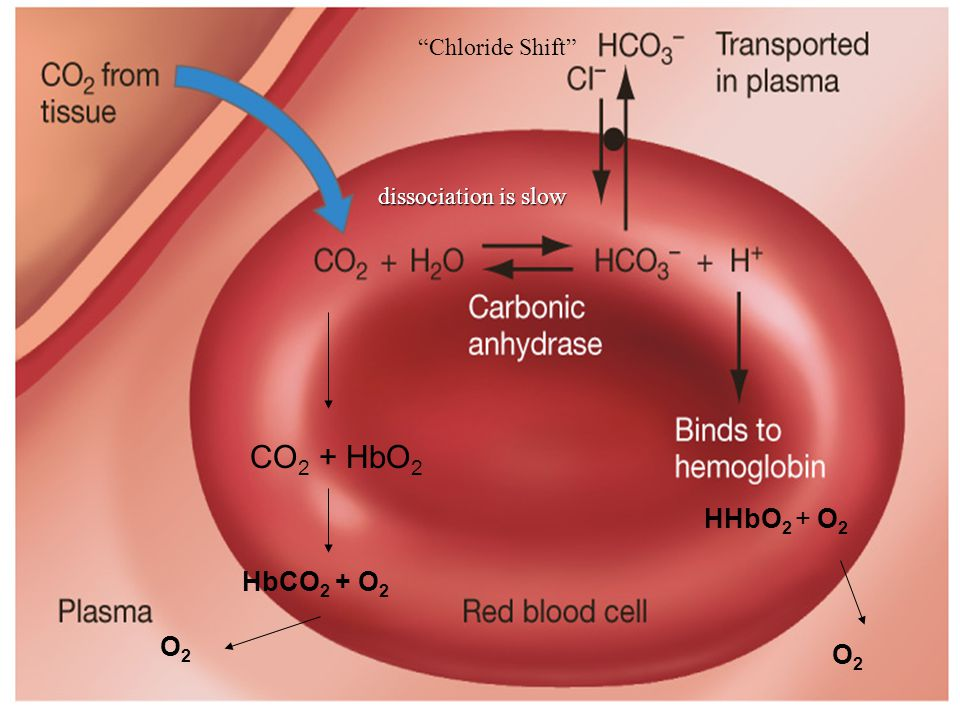 “Chloride Shift”
HCO₃⁻
Cl⁻
Transported
in plasma
CO₂ from
tissue
dissociation is slow
CO₂ + H₂O
HCO₃⁻ + H⁺
Carbonic
anhydrase
Binds to
hemoglobin
CO₂ + HbO₂
HHbO₂ + O₂
HbCO₂ + O₂
Plasma
Red blood cell
O₂
O₂